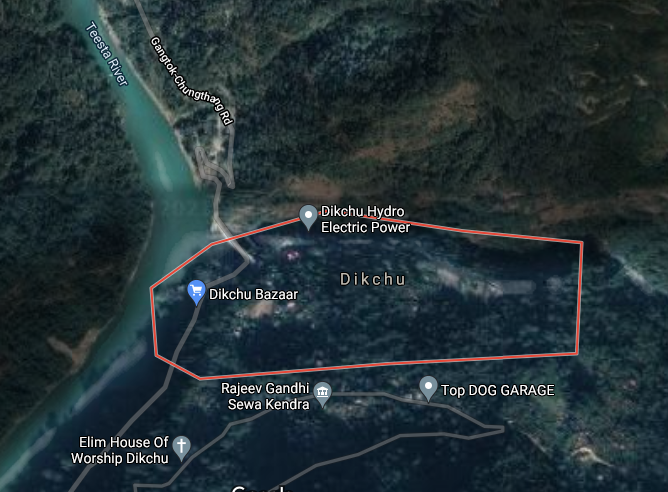 Teesta River
Gangtok-Chungthang Rd
Dikchu Hydro
Electric Power
Dikchu
Dikchu Bazaar
Rajeev Gandhi
Sewa Kendra
Top DOG GARAGE
Elim House Of
Worship Dikchu